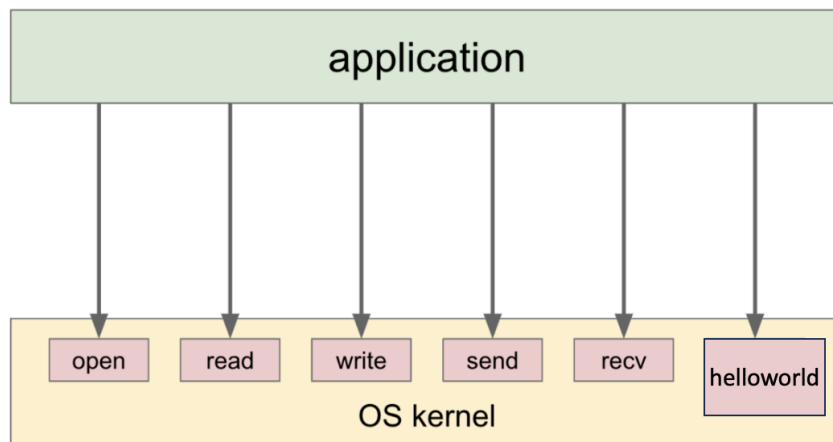 application
open read write send recv helloworld
OS kernel